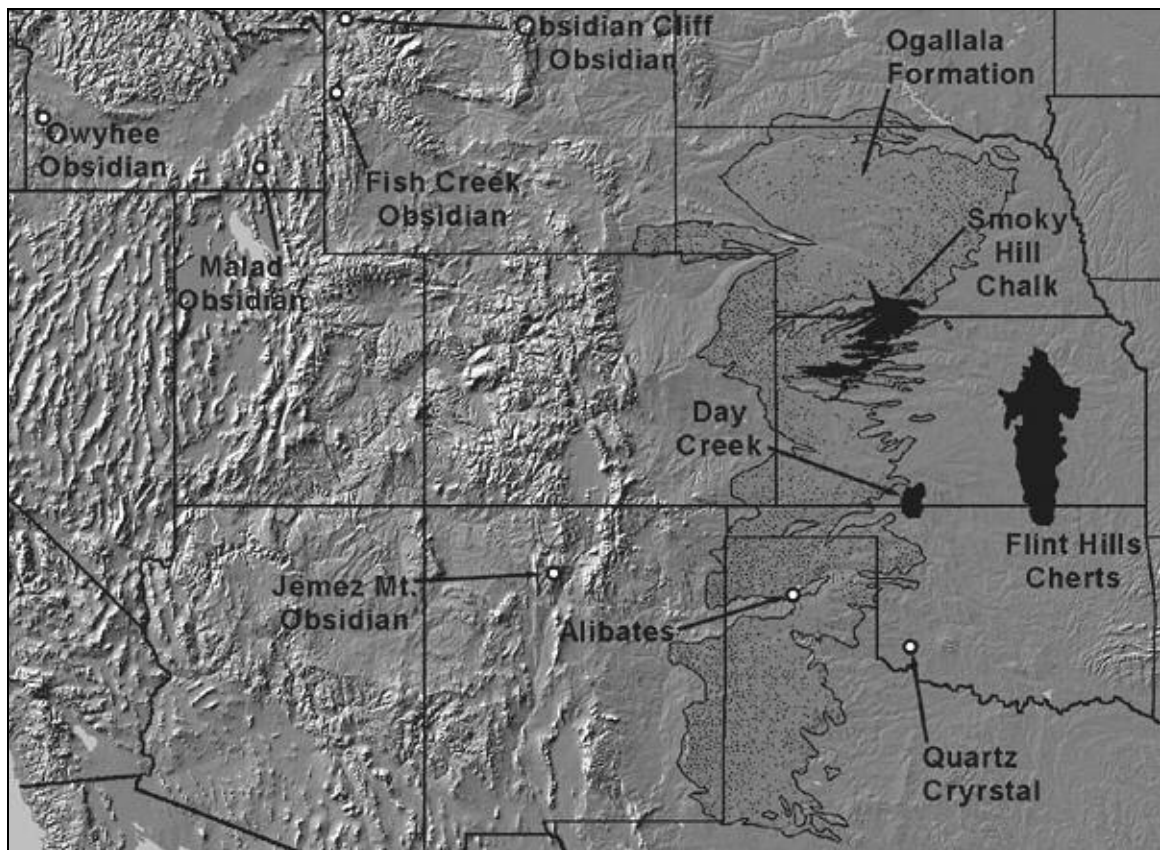 Obsidian Cliff
Obsidian
Ogallala
Formation
Owyhee
Obsidian
Fish Creek
Obsidian
Smoky
Hill
Chalk
Malad
Obsidian
Day
Creek
Flint Hills
Cherts
Jemez Mt.
Obsidian
Alibates
Quartz
Cryrstal